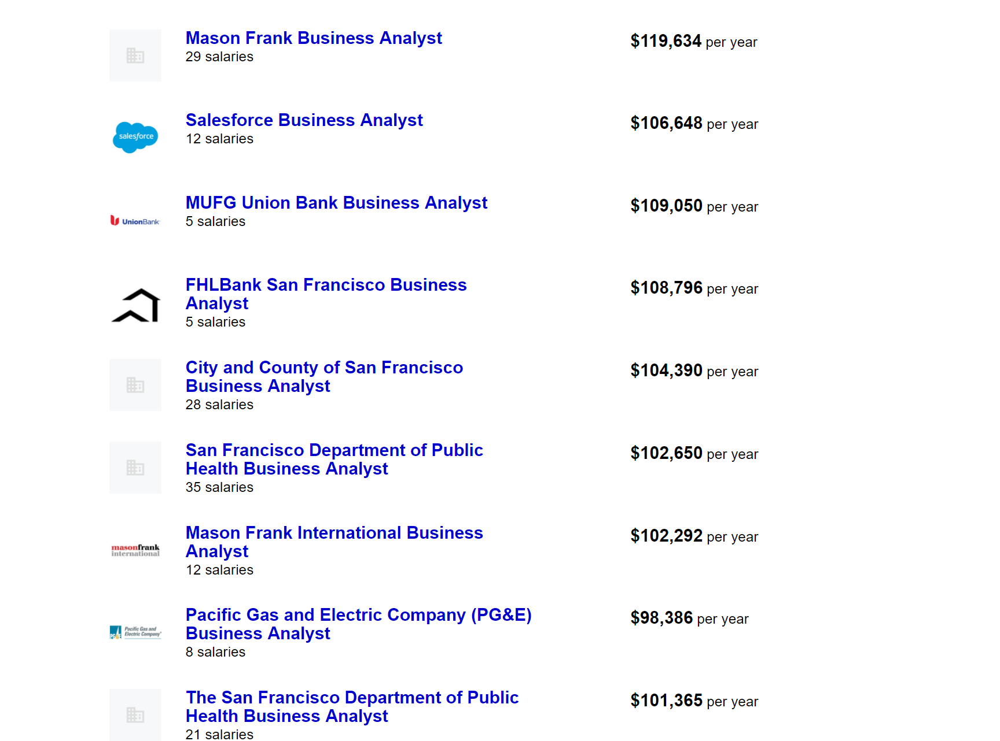 Mason Frank Business Analyst
$119,634 per year
29 salaries
salesforce
Salesforce Business Analyst
$106,648 per year
12 salaries
MUFG Union Bank Business Analyst
$109,050 per year
UnionBank
5 salaries
FHLBank San Francisco Business
Analyst
$108,796 per year
5 salaries
City and County of San Francisco
Business Analyst
$104,390 per year
28 salaries
San Francisco Department of Public
Health Business Analyst
$102,650 per year
35 salaries
masonfrank
international
Mason Frank International Business
Analyst
$102,292 per year
12 salaries
PG&E
Pacific Gas and
Electric Company
Pacific Gas and Electric Company (PG&E)
Business Analyst
$98,386 per year
8 salaries
The San Francisco Department of Public
Health Business Analyst
$101,365 per year
21 salaries